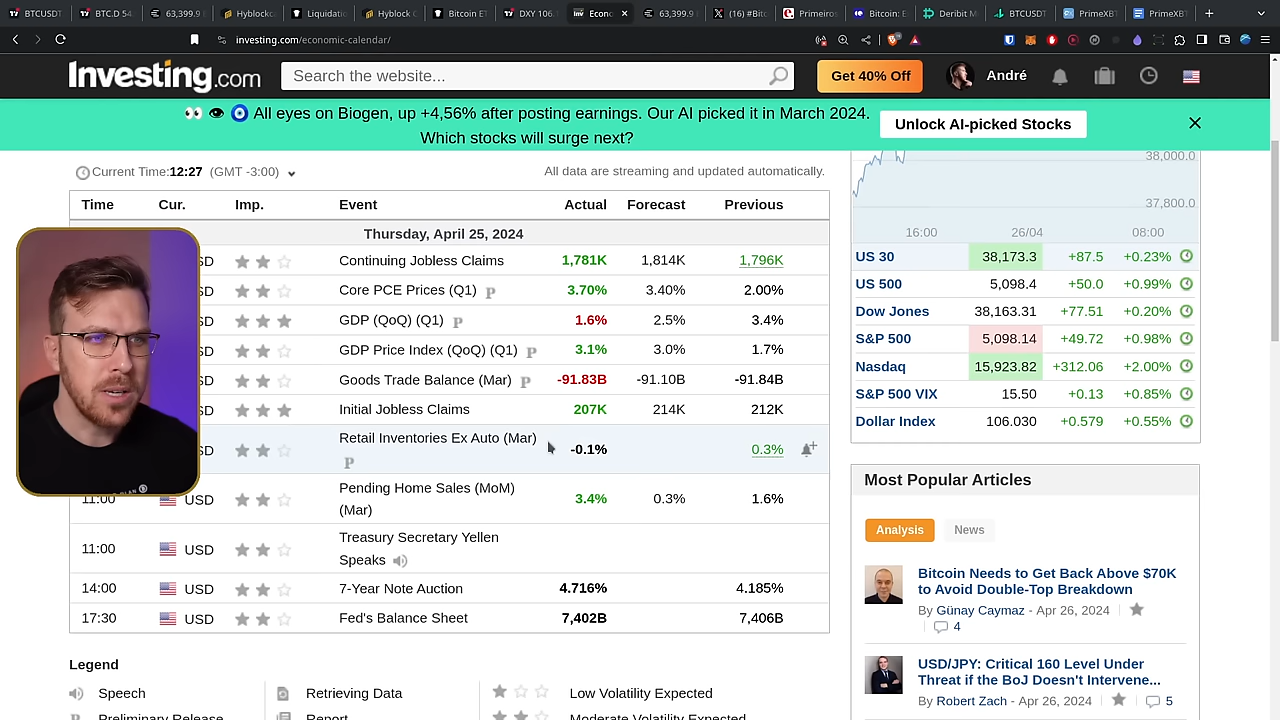 BTCUSDT
BTC.D 54.
63,399.9
Hyblockca
Liquidatio
Hyblock C
Bitcoin ET
DXY 106.1
Econo
63,399.9
(16) #Bitc
Primeiros
Bitcoin: E
Deribit M
BTCUSDT
PrimeXBT
PrimeXBT
investing.com/economic-calendar/
Investing.com
Search the website...
Get 40% Off
André
All eyes on Biogen, up +4,56% after posting earnings. Our AI picked it in March 2024.
Which stocks will surge next?
Unlock AI-picked Stocks
Current Time:12:27 (GMT -3:00)
All data are streaming and updated automatically.
Time Cur. Imp. Event Actual Forecast Previous
Thursday, April 25, 2024
SD Continuing Jobless Claims 1,781K 1,814K 1,796K
SD Core PCE Prices (Q1) P 3.70% 3.40% 2.00%
SD GDP (QoQ) (Q1) P 1.6% 2.5% 3.4%
SD GDP Price Index (QoQ) (Q1) P 3.1% 3.0% 1.7%
SD Goods Trade Balance (Mar) P -91.83B -91.10B -91.84B
SD Initial Jobless Claims 207K 214K 212K
SD Retail Inventories Ex Auto (Mar) -0.1% 0.3%
P
11:00 USD Pending Home Sales (MoM) 3.4% 0.3% 1.6%
(Mar)
11:00 USD Treasury Secretary Yellen
Speaks
14:00 USD 7-Year Note Auction 4.716% 4.185%
17:30 USD Fed's Balance Sheet 7,402B 7,406B
Legend
Speech
Retrieving Data
Low Volatility Expected
P Preliminary Release
Report
Moderate Volatility Expected
38,000.0
37,800.0
16:00 26/04 08:00
US 30 38,173.3 +87.5 +0.23%
US 500 5,098.4 +50.0 +0.99%
Dow Jones 38,163.31 +77.51 +0.20%
S&P 500 5,098.14 +49.72 +0.98%
Nasdaq 15,923.82 +312.06 +2.00%
S&P 500 VIX 15.50 +0.13 +0.85%
Dollar Index 106.030 +0.579 +0.55%
Most Popular Articles
Analysis News
Bitcoin Needs to Get Back Above $70K
to Avoid Double-Top Breakdown
By Günay Caymaz - Apr 26, 2024
4
USD/JPY: Critical 160 Level Under
Threat if the BoJ Doesn't Intervene...
By Robert Zach - Apr 26, 2024
5